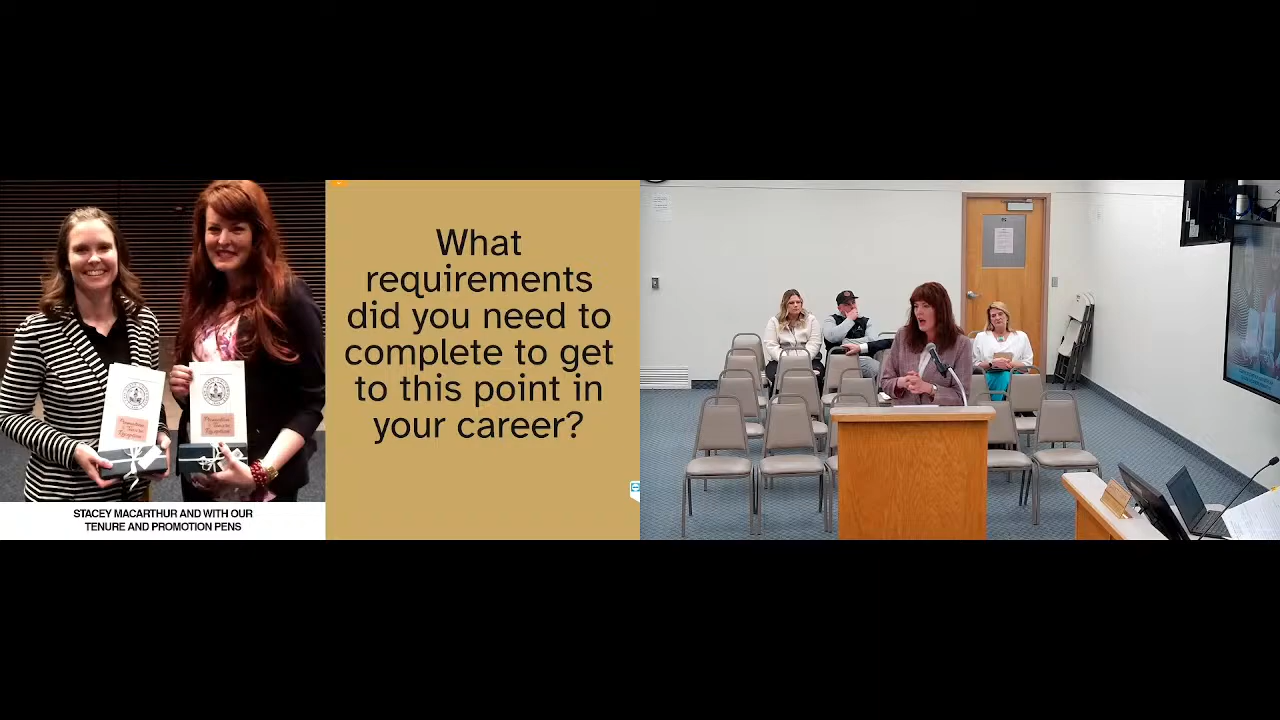 What
requirements
did you need to
complete to get
to this point in
your career?
STACEY MACARTHUR AND WITH OUR
TENURE AND PROMOTION PENS